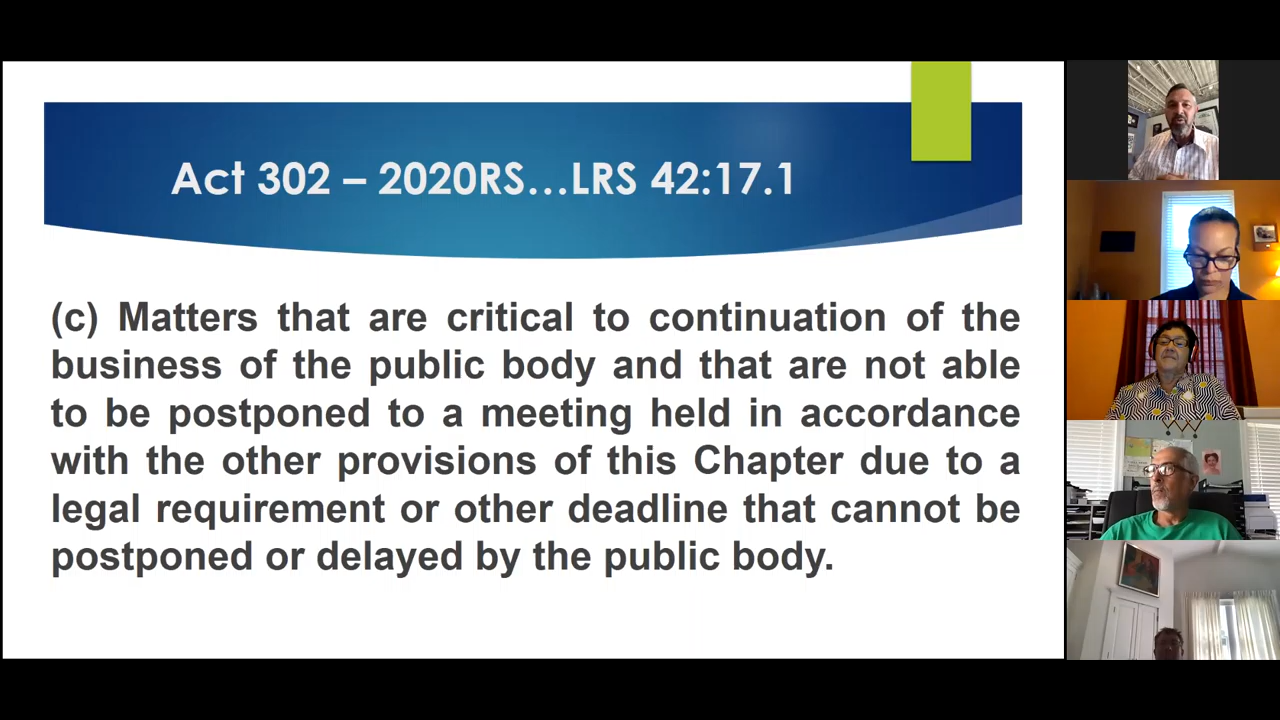 Act 302 – 2020RS…LRS 42:17.1
(c) Matters that are critical to continuation of the
business of the public body and that are not able
to be postponed to a meeting held in accordance
with the other provisions of this Chapter due to a
legal requirement or other deadline that cannot be
postponed or delayed by the public body.